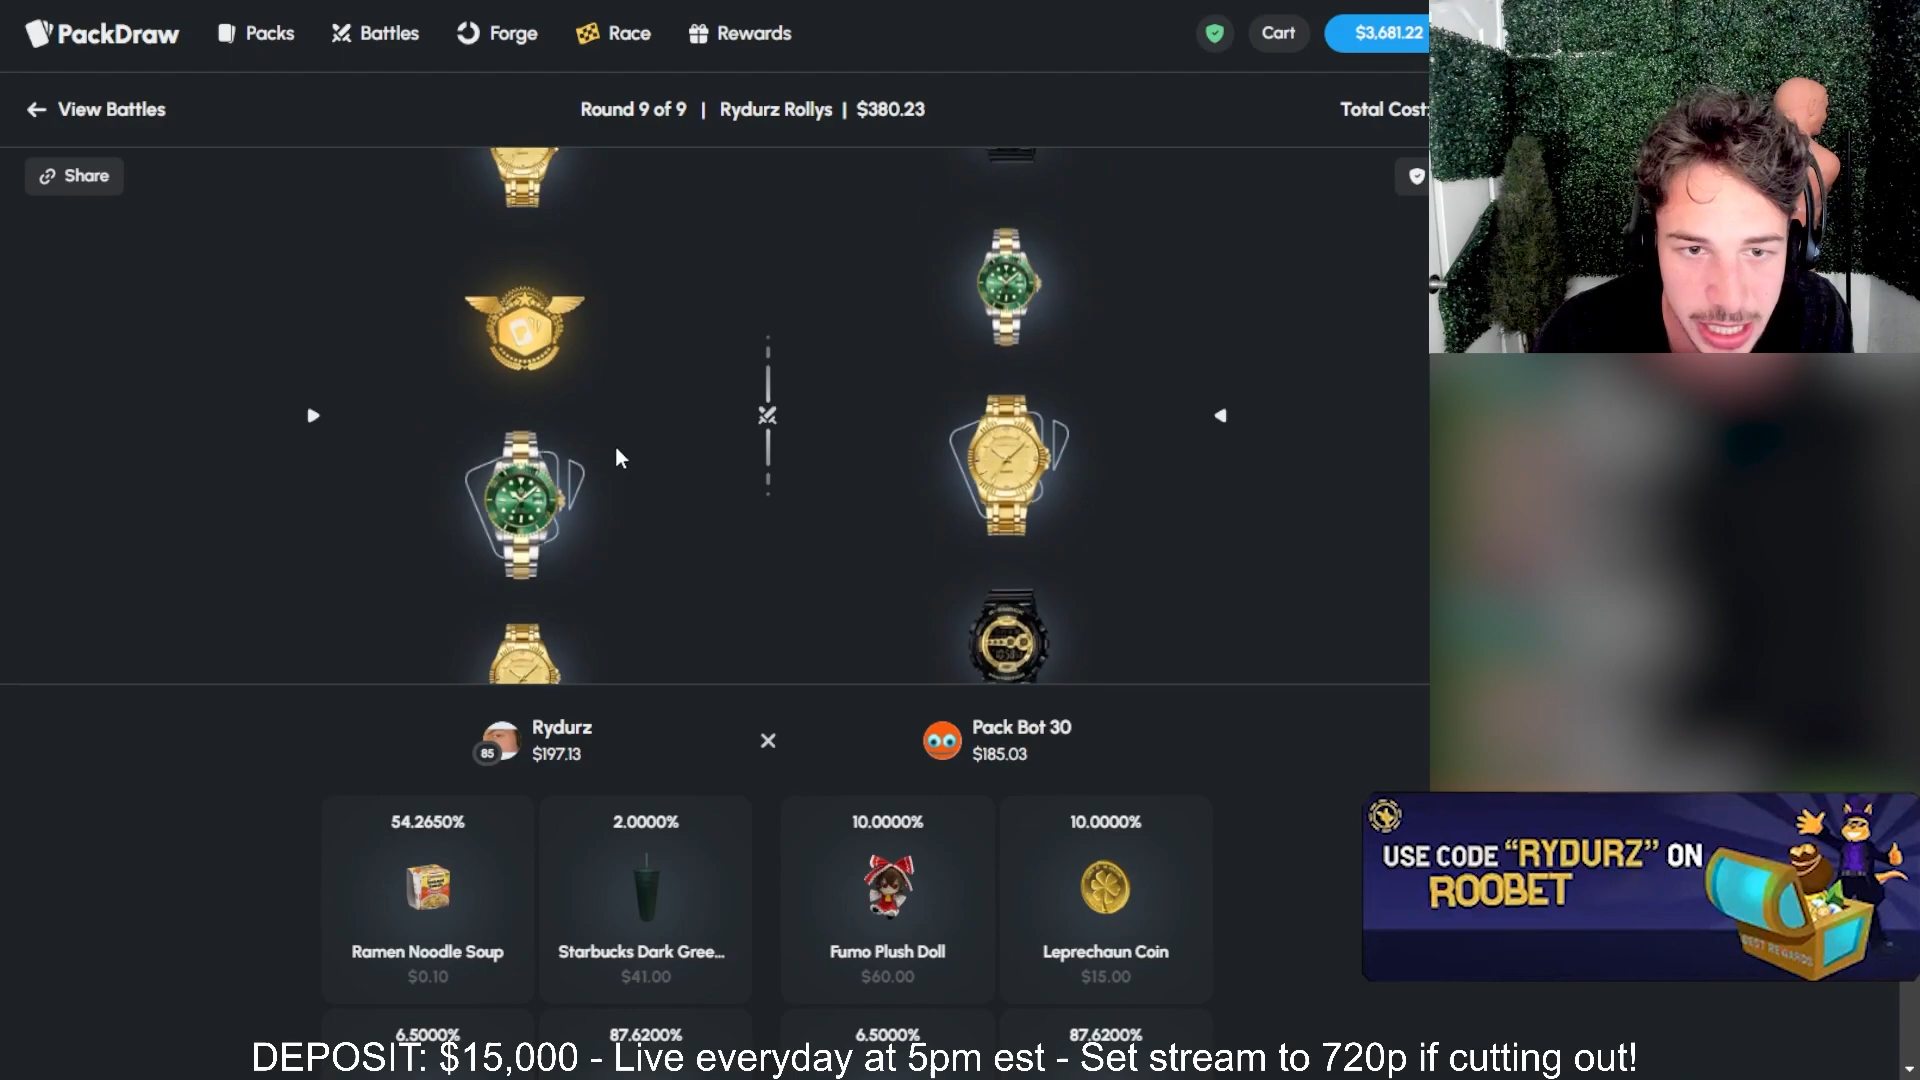 PackDraw Packs Battles Forge Race Rewards Cart $3,681.22
View Battles Round 9 of 9 | Rydurz Rollys | $380.23 Total Cost:
Share
Rydurz
85 $197.13
Pack Bot 30
$185.03
54.2650% 2.0000% 10.0000% 10.0000%
Ramen Noodle Soup Starbucks Dark Gree... Fumo Plush Doll Leprechaun Coin
$0.10 $41.00 $60.00 $15.00
6.5000% 87.6200% 6.5000% 87.6200%
USE CODE “RYDURZ” ON
ROOBET
BEST REGARDS
DEPOSIT: $15,000 - Live everyday at 5pm est - Set stream to 720p if cutting out!